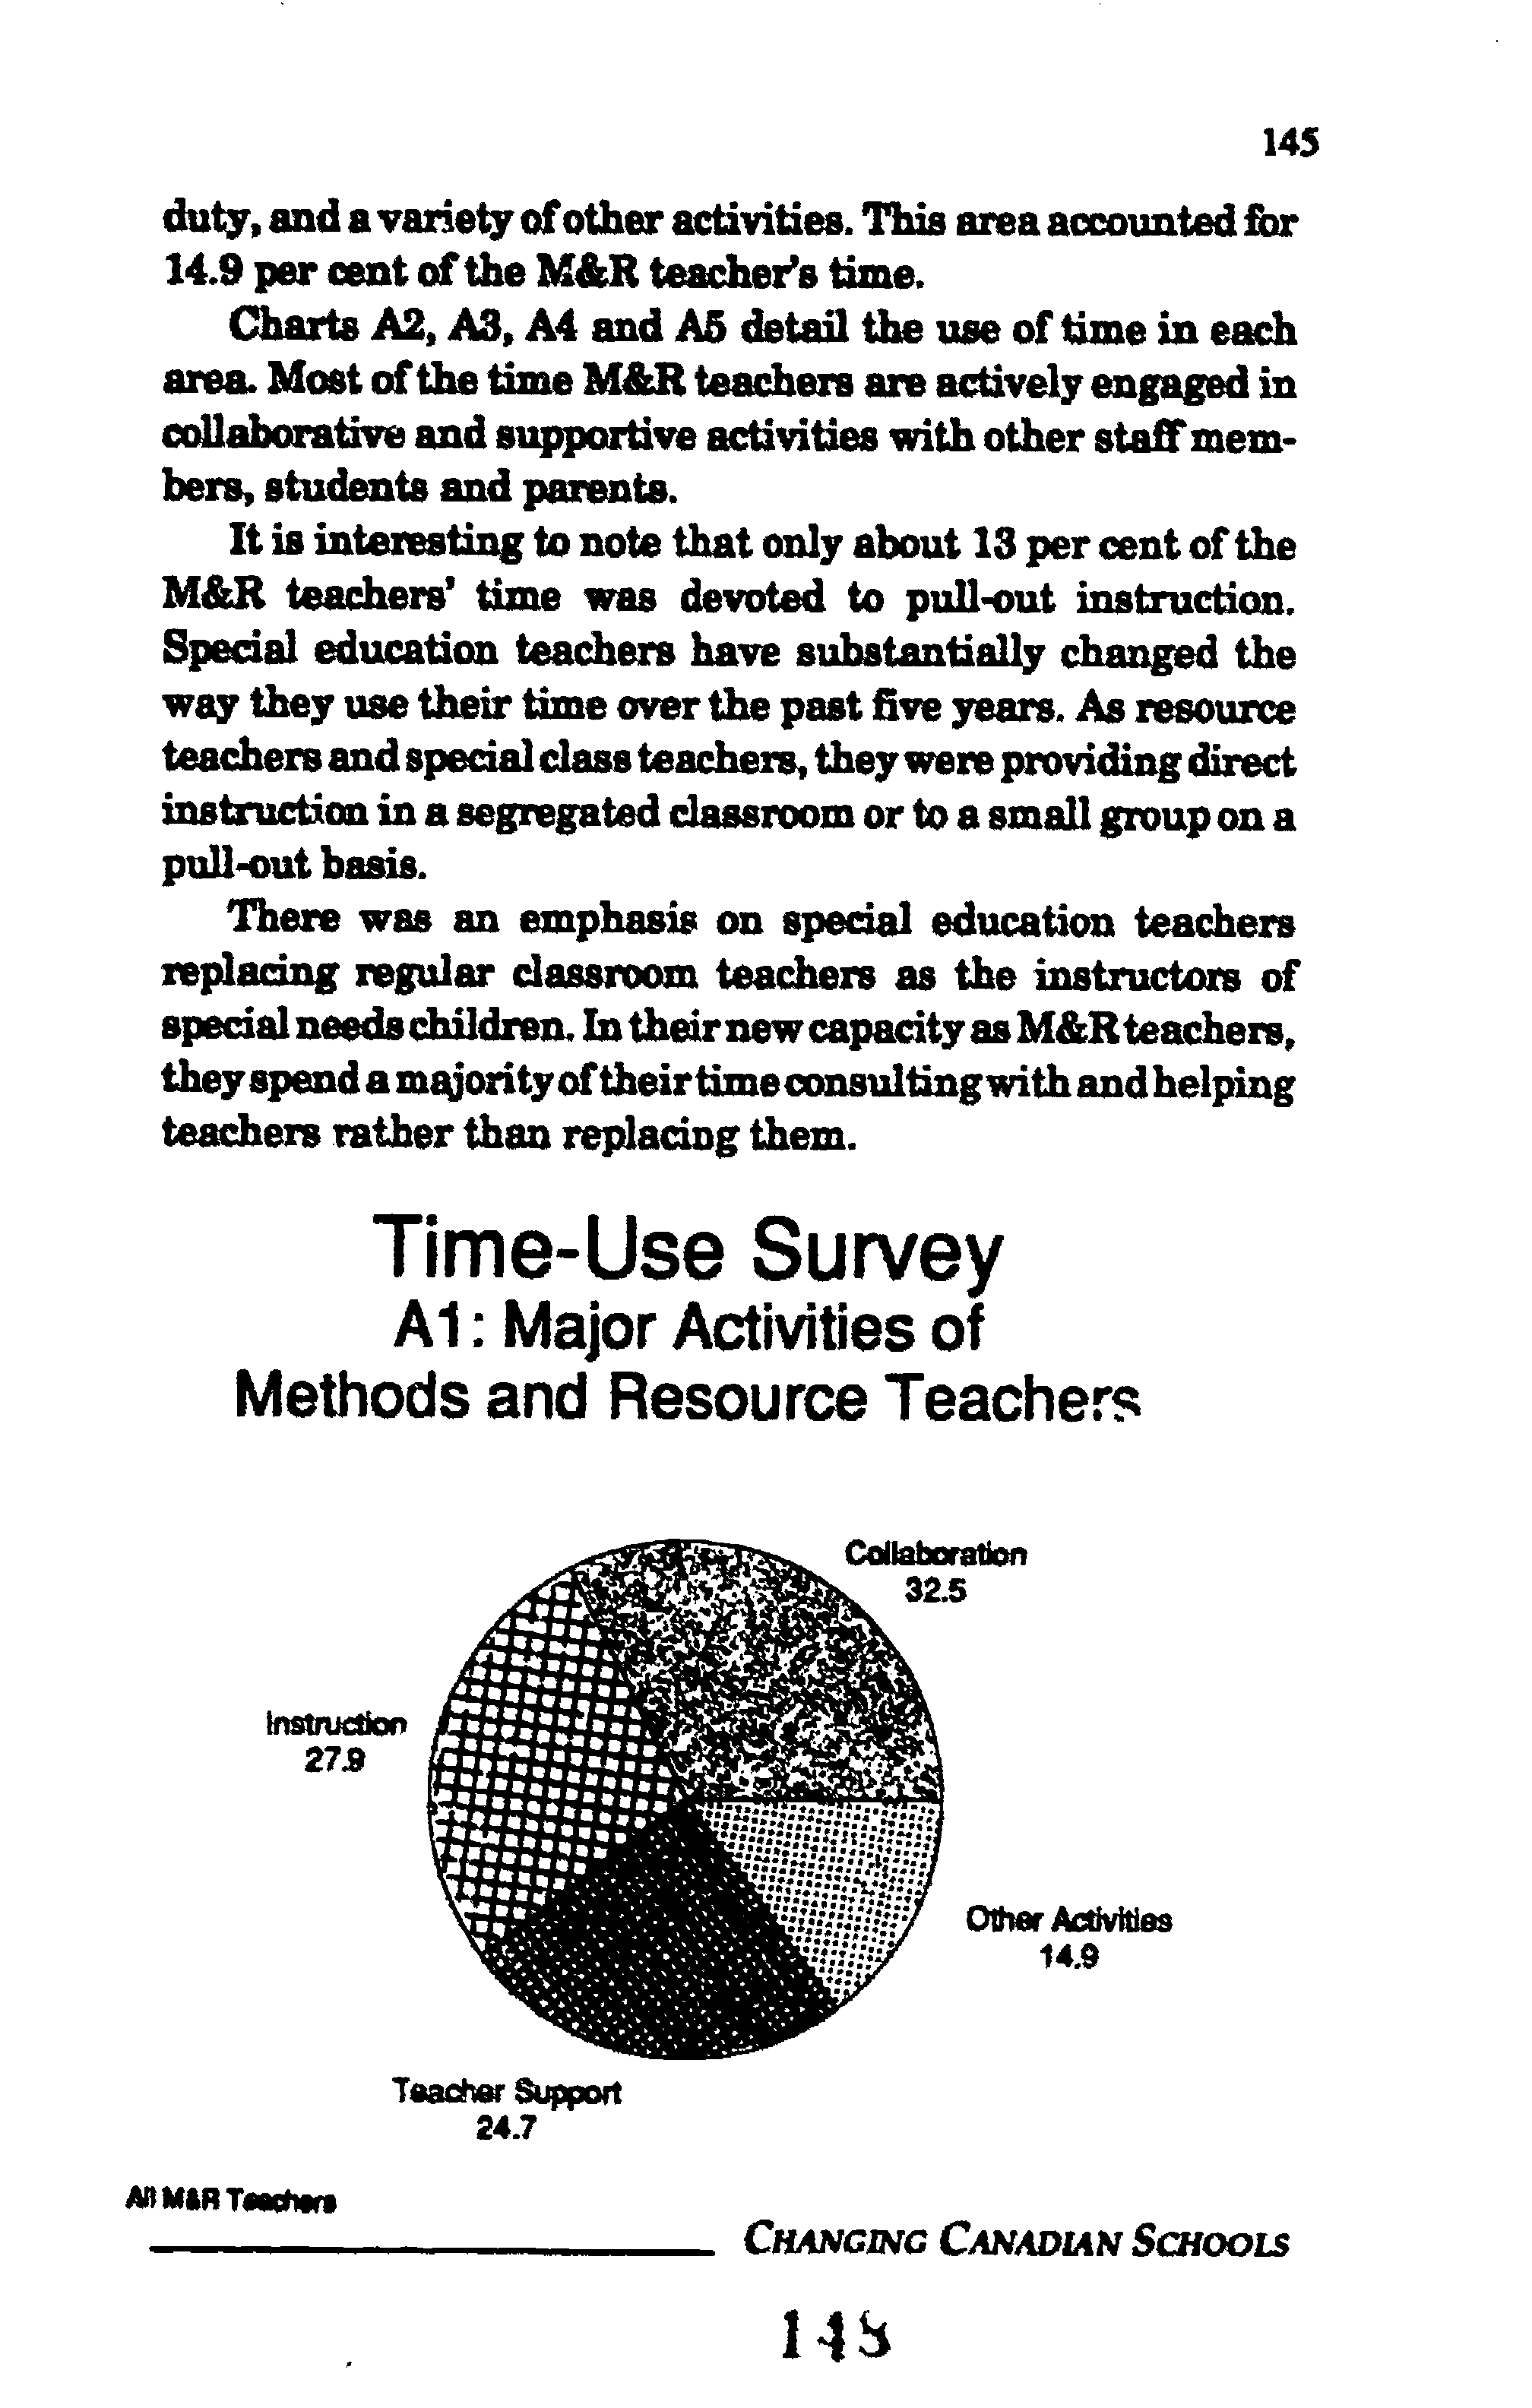 145
duty, and a variety of other activities. This area accounted for
14.9 per cent of the M&R teacher's time.
Charts A2, A3, A4 and A5 detail the use of time in each
area. Most of the time M&R teachers are actively engaged in
collaborative and supportive activities with other staff mem-
bers, students and parents.
It is interesting to note that only about 13 per cent of the
M&R teachers' time was devoted to pull-out instruction.
Special education teachers have substantially changed the
way they use their time over the past five years. As resource
teachers and special class teachers, they were providing direct
instruction in a segregated classroom or to a small group on a
pull-out basis.
There was an emphasis on special education teachers
replacing regular classroom teachers as the instructors of
special needs children. In their new capacity as M&R teachers,
they spend a majority of their time consulting with and helping
teachers rather than replacing them.
Time-Use Survey
A1: Major Activities of
Methods and Resource Teachers
Collaboration
32.5
Instruction
27.9
Other Activities
14.9
Teacher Support
24.7
All M&R Teachers
CHANGING CANADIAN SCHOOLS